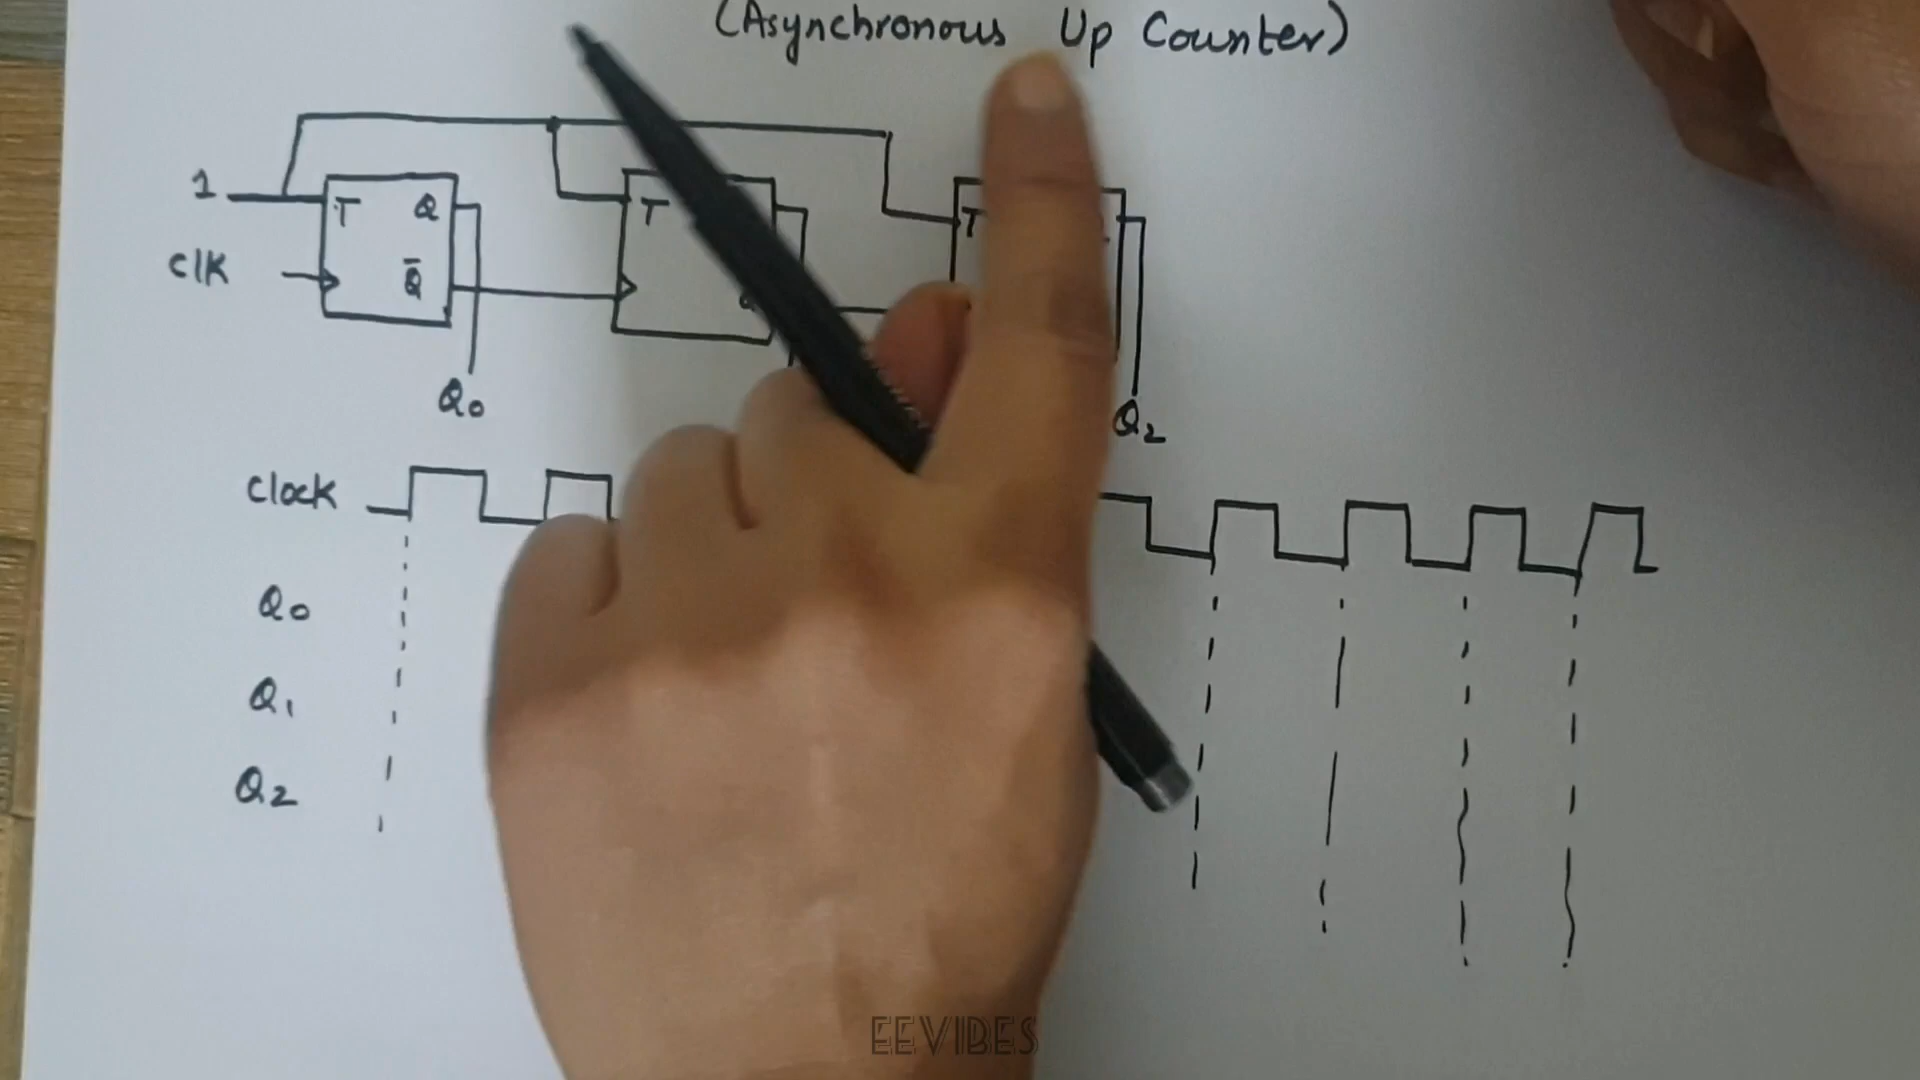 (Asynchronous Up Counter)
1 T Q T T
clk Q̅
Q0 Q2
Clock
Q0
Q1
Q2
EEVIBES